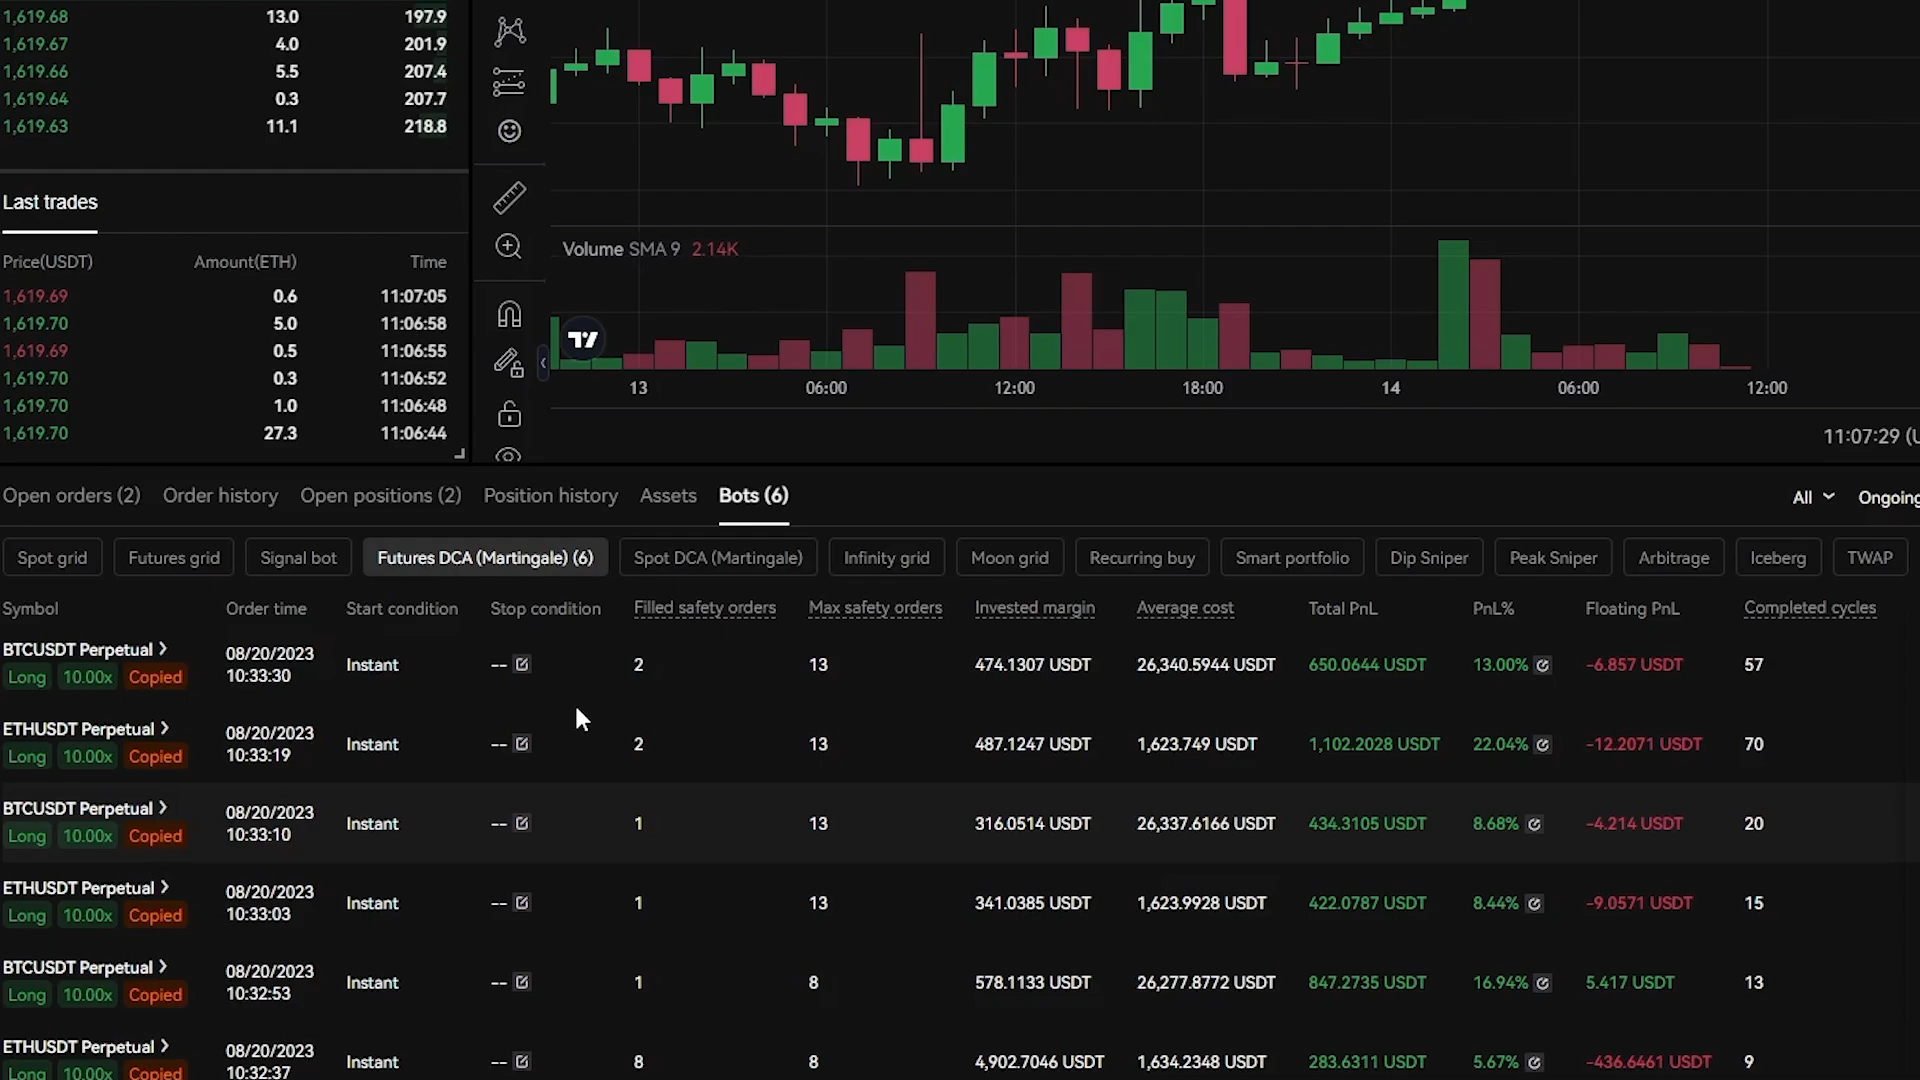 1,619.68 13.0 197.9
1,619.67 4.0 201.9
1,619.66 5.5 207.4
1,619.64 0.3 207.7
1,619.63 11.1 218.8
Last trades
Price(USDT) Amount(ETH) Time
1,619.69 0.6 11:07:05
1,619.70 5.0 11:06:58
1,619.69 0.5 11:06:55
1,619.70 0.3 11:06:52
1,619.70 1.0 11:06:48
1,619.70 27.3 11:06:44
Volume SMA 9 2.14K
13 06:00 12:00 18:00 14 06:00 12:00
11:07:29 (U
Open orders (2) Order history Open positions (2) Position history Assets Bots (6) All Ongoing
Spot grid Futures grid Signal bot Futures DCA (Martingale) (6) Spot DCA (Martingale) Infinity grid Moon grid Recurring buy Smart portfolio Dip Sniper Peak Sniper Arbitrage Iceberg TWAP
Symbol Order time Start condition Stop condition Filled safety orders Max safety orders Invested margin Average cost Total PnL PnL% Floating PnL Completed cycles
BTCUSDT Perpetual
Long 10.00x Copied 08/20/2023 10:33:30 Instant -- 2 13 474.1307 USDT 26,340.5944 USDT 650.0644 USDT 13.00% -6.857 USDT 57
ETHUSDT Perpetual
Long 10.00x Copied 08/20/2023 10:33:19 Instant -- 2 13 487.1247 USDT 1,623.749 USDT 1,102.2028 USDT 22.04% -12.2071 USDT 70
BTCUSDT Perpetual
Long 10.00x Copied 08/20/2023 10:33:10 Instant -- 1 13 316.0514 USDT 26,337.6166 USDT 434.3105 USDT 8.68% -4.214 USDT 20
ETHUSDT Perpetual
Long 10.00x Copied 08/20/2023 10:33:03 Instant -- 1 13 341.0385 USDT 1,623.9928 USDT 422.0787 USDT 8.44% -9.0571 USDT 15
BTCUSDT Perpetual
Long 10.00x Copied 08/20/2023 10:32:53 Instant -- 1 8 578.1133 USDT 26,277.8772 USDT 847.2735 USDT 16.94% 5.417 USDT 13
ETHUSDT Perpetual
Long 10.00x Copied 08/20/2023 10:32:37 Instant -- 8 8 4,902.7046 USDT 1,634.2348 USDT 283.6311 USDT 5.67% -436.6461 USDT 9